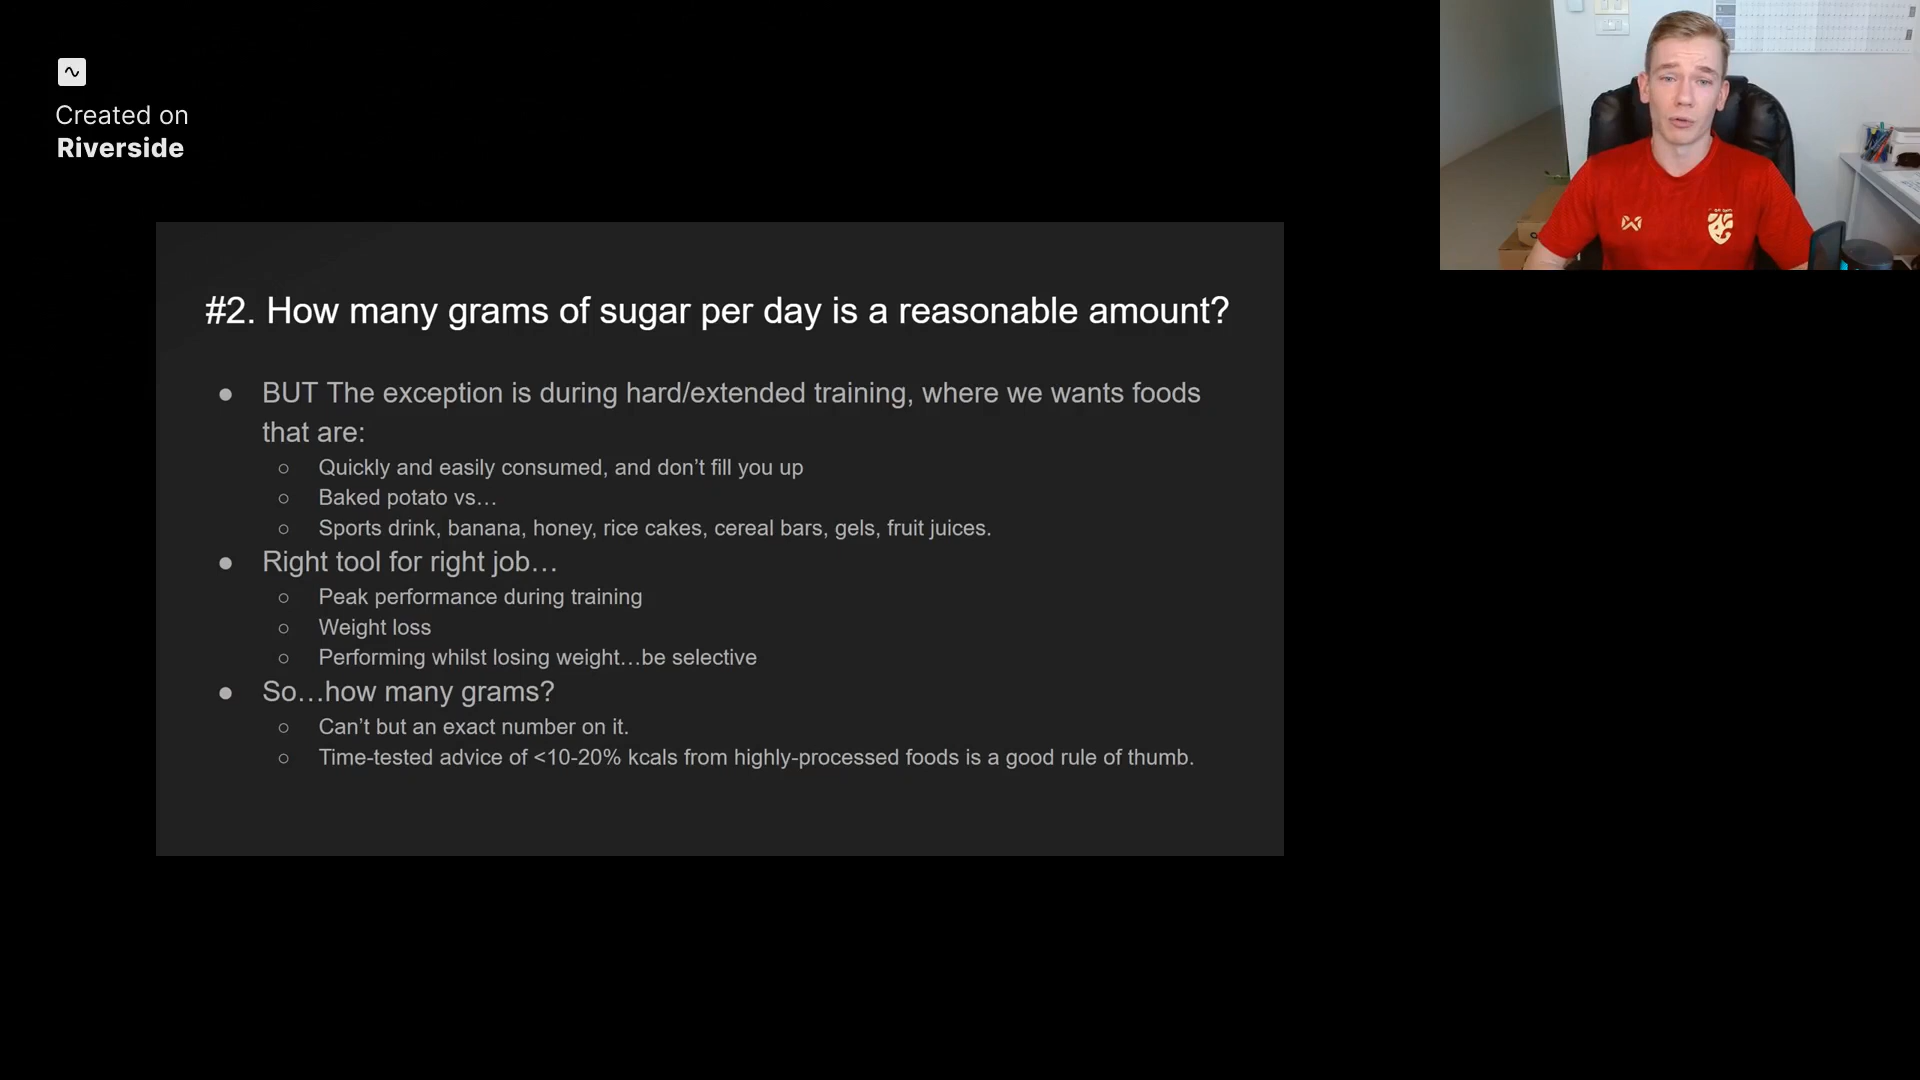 Created on
Riverside
#2. How many grams of sugar per day is a reasonable amount?
● BUT The exception is during hard/extended training, where we wants foods
that are:
○ Quickly and easily consumed, and don’t fill you up
○ Baked potato vs…
○ Sports drink, banana, honey, rice cakes, cereal bars, gels, fruit juices.
● Right tool for right job…
○ Peak performance during training
○ Weight loss
○ Performing whilst losing weight…be selective
● So…how many grams?
○ Can’t but an exact number on it.
○ Time-tested advice of <10-20% kcals from highly-processed foods is a good rule of thumb.